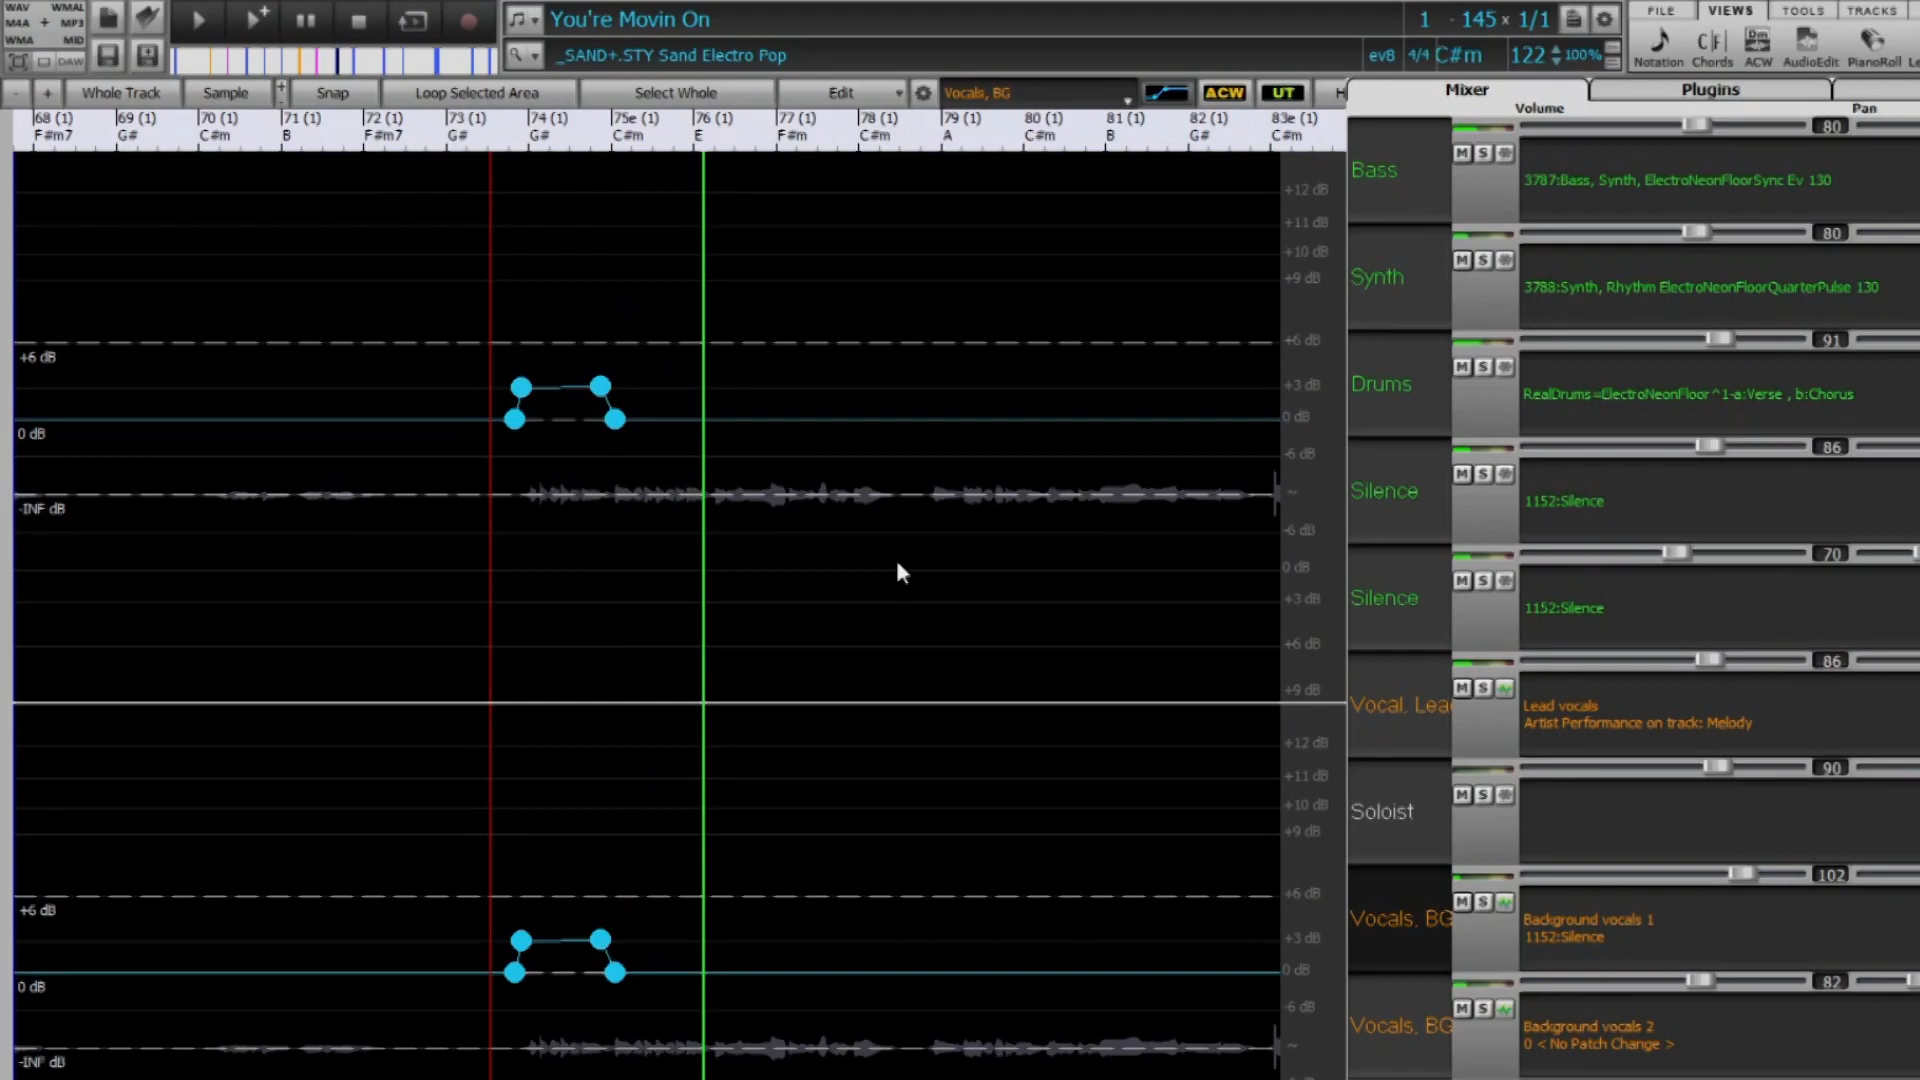 WAV WMAL
M4A + MP3
WMA MID
DAW
You're Movin On
1 - 145 x 1/1
_SAND+.STY Sand Electro Pop
ev8 4/4 C#m 122 100%
FILE VIEWS TOOLS TRACKS
Notation Chords ACW AudioEdit PianoRoll
- + Whole Track Sample + - Snap Loop Selected Area Select Whole Edit Vocals, BG ACW UT H
Mixer Plugins
Volume Pan
68 (1) 69 (1) 70 (1) 71 (1) 72 (1) 73 (1) 74 (1) 75e (1) 76 (1) 77 (1) 78 (1) 79 (1) 80 (1) 81 (1) 82 (1) 83e (1)
F#m7 G# C#m B F#m7 G# G# C#m E F#m C#m A C#m B G# C#m
+12 dB
+11 dB
+10 dB
+9 dB
+6 dB
+6 dB
+3 dB
0 dB
0 dB
-6 dB
-INF dB
-6 dB
0 dB
+3 dB
+6 dB
+9 dB
+12 dB
+11 dB
+10 dB
+9 dB
+6 dB
+6 dB
+3 dB
0 dB
0 dB
-6 dB
-INF dB
80
Bass
M S
3787:Bass, Synth, ElectroNeonFloorSync Ev 130
80
Synth
M S
3788:Synth, Rhythm ElectroNeonFloorQuarterPulse 130
91
Drums
M S
RealDrums=ElectroNeonFloor^1-a:Verse , b:Chorus
86
Silence
M S
1152:Silence
70
Silence
M S
1152:Silence
86
Vocal, Lea
M S
Lead vocals
Artist Performance on track: Melody
90
Soloist
M S
102
Vocals, BG
M S
Background vocals 1
1152:Silence
82
Vocals, BG
M S
Background vocals 2
0 < No Patch Change >